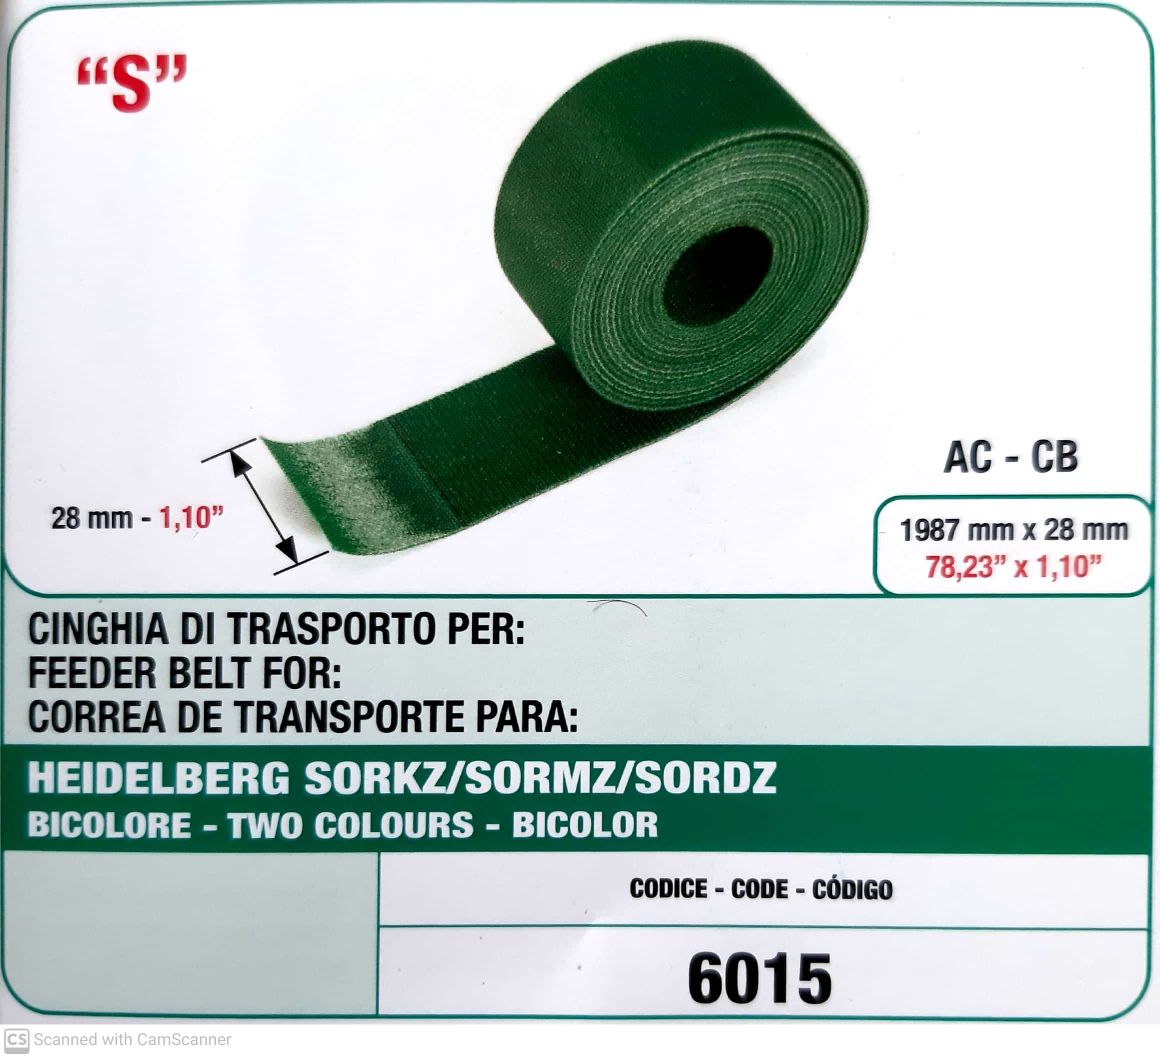 “S”
28 mm - 1,10”
AC - CB
1987 mm x 28 mm
78,23” x 1,10”
CINGHIA DI TRASPORTO PER:
FEEDER BELT FOR:
CORREA DE TRANSPORTE PARA:
HEIDELBERG SORKZ/SORMZ/SORDZ
BICOLORE - TWO COLOURS - BICOLOR
CODICE - CODE - CÓDIGO
6015
CS Scanned with CamScanner